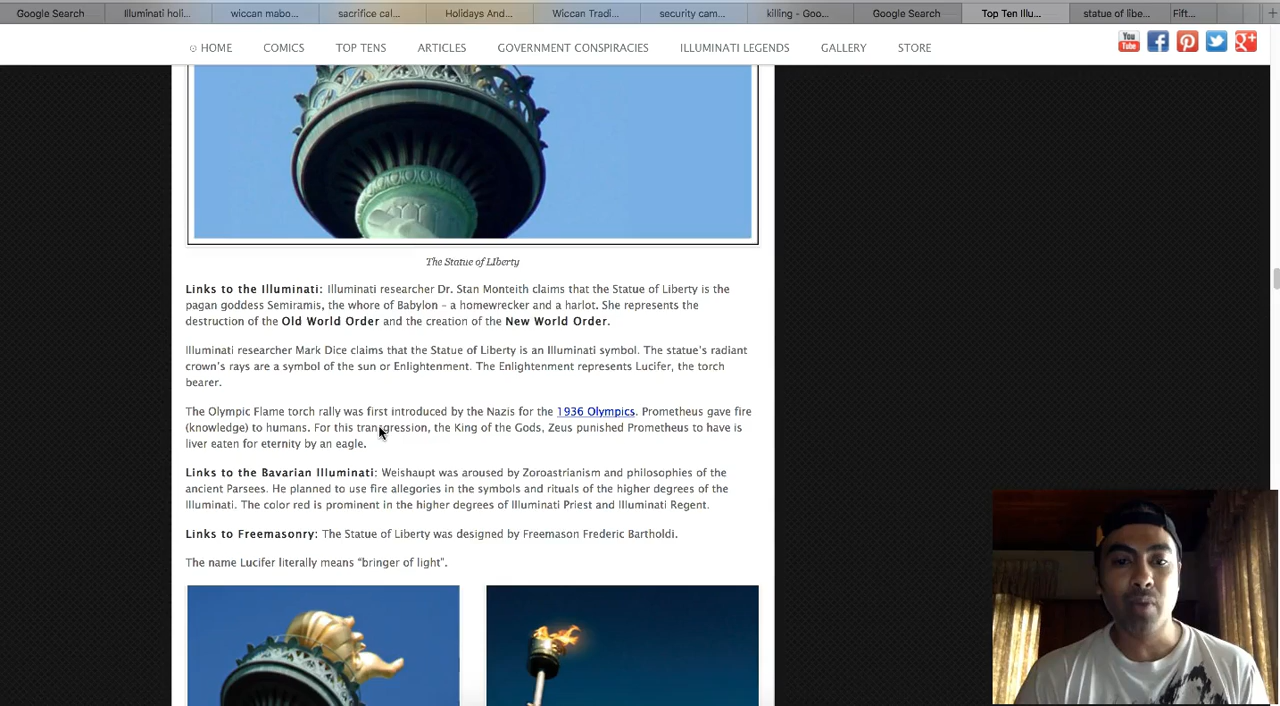 Google Search Illuminati holi... wiccan mabo... sacrifice cal... Holidays And... Wiccan Tradi... security cam... killing - Goo... Google Search Top Ten Illu... statue of libe... Fift...
HOME COMICS TOP TENS ARTICLES GOVERNMENT CONSPIRACIES ILLUMINATI LEGENDS GALLERY STORE
You Tube
The Statue of LIberty
Links to the Illuminati: Illuminati researcher Dr. Stan Monteith claims that the Statue of Liberty is the
pagan goddess Semiramis, the whore of Babylon – a homewrecker and a harlot. She represents the
destruction of the Old World Order and the creation of the New World Order.
Illuminati researcher Mark Dice claims that the Statue of Liberty is an Illuminati symbol. The statue's radiant
crown's rays are a symbol of the sun or Enlightenment. The Enlightenment represents Lucifer, the torch
bearer.
The Olympic Flame torch rally was first introduced by the Nazis for the 1936 Olympics. Prometheus gave fire
(knowledge) to humans. For this transgression, the King of the Gods, Zeus punished Prometheus to have is
liver eaten for eternity by an eagle.
Links to the Bavarian Illuminati: Weishaupt was aroused by Zoroastrianism and philosophies of the
ancient Parsees. He planned to use fire allegories in the symbols and rituals of the higher degrees of the
Illuminati. The color red is prominent in the higher degrees of Illuminati Priest and Illuminati Regent.
Links to Freemasonry: The Statue of Liberty was designed by Freemason Frederic Bartholdi.
The name Lucifer literally means "bringer of light".